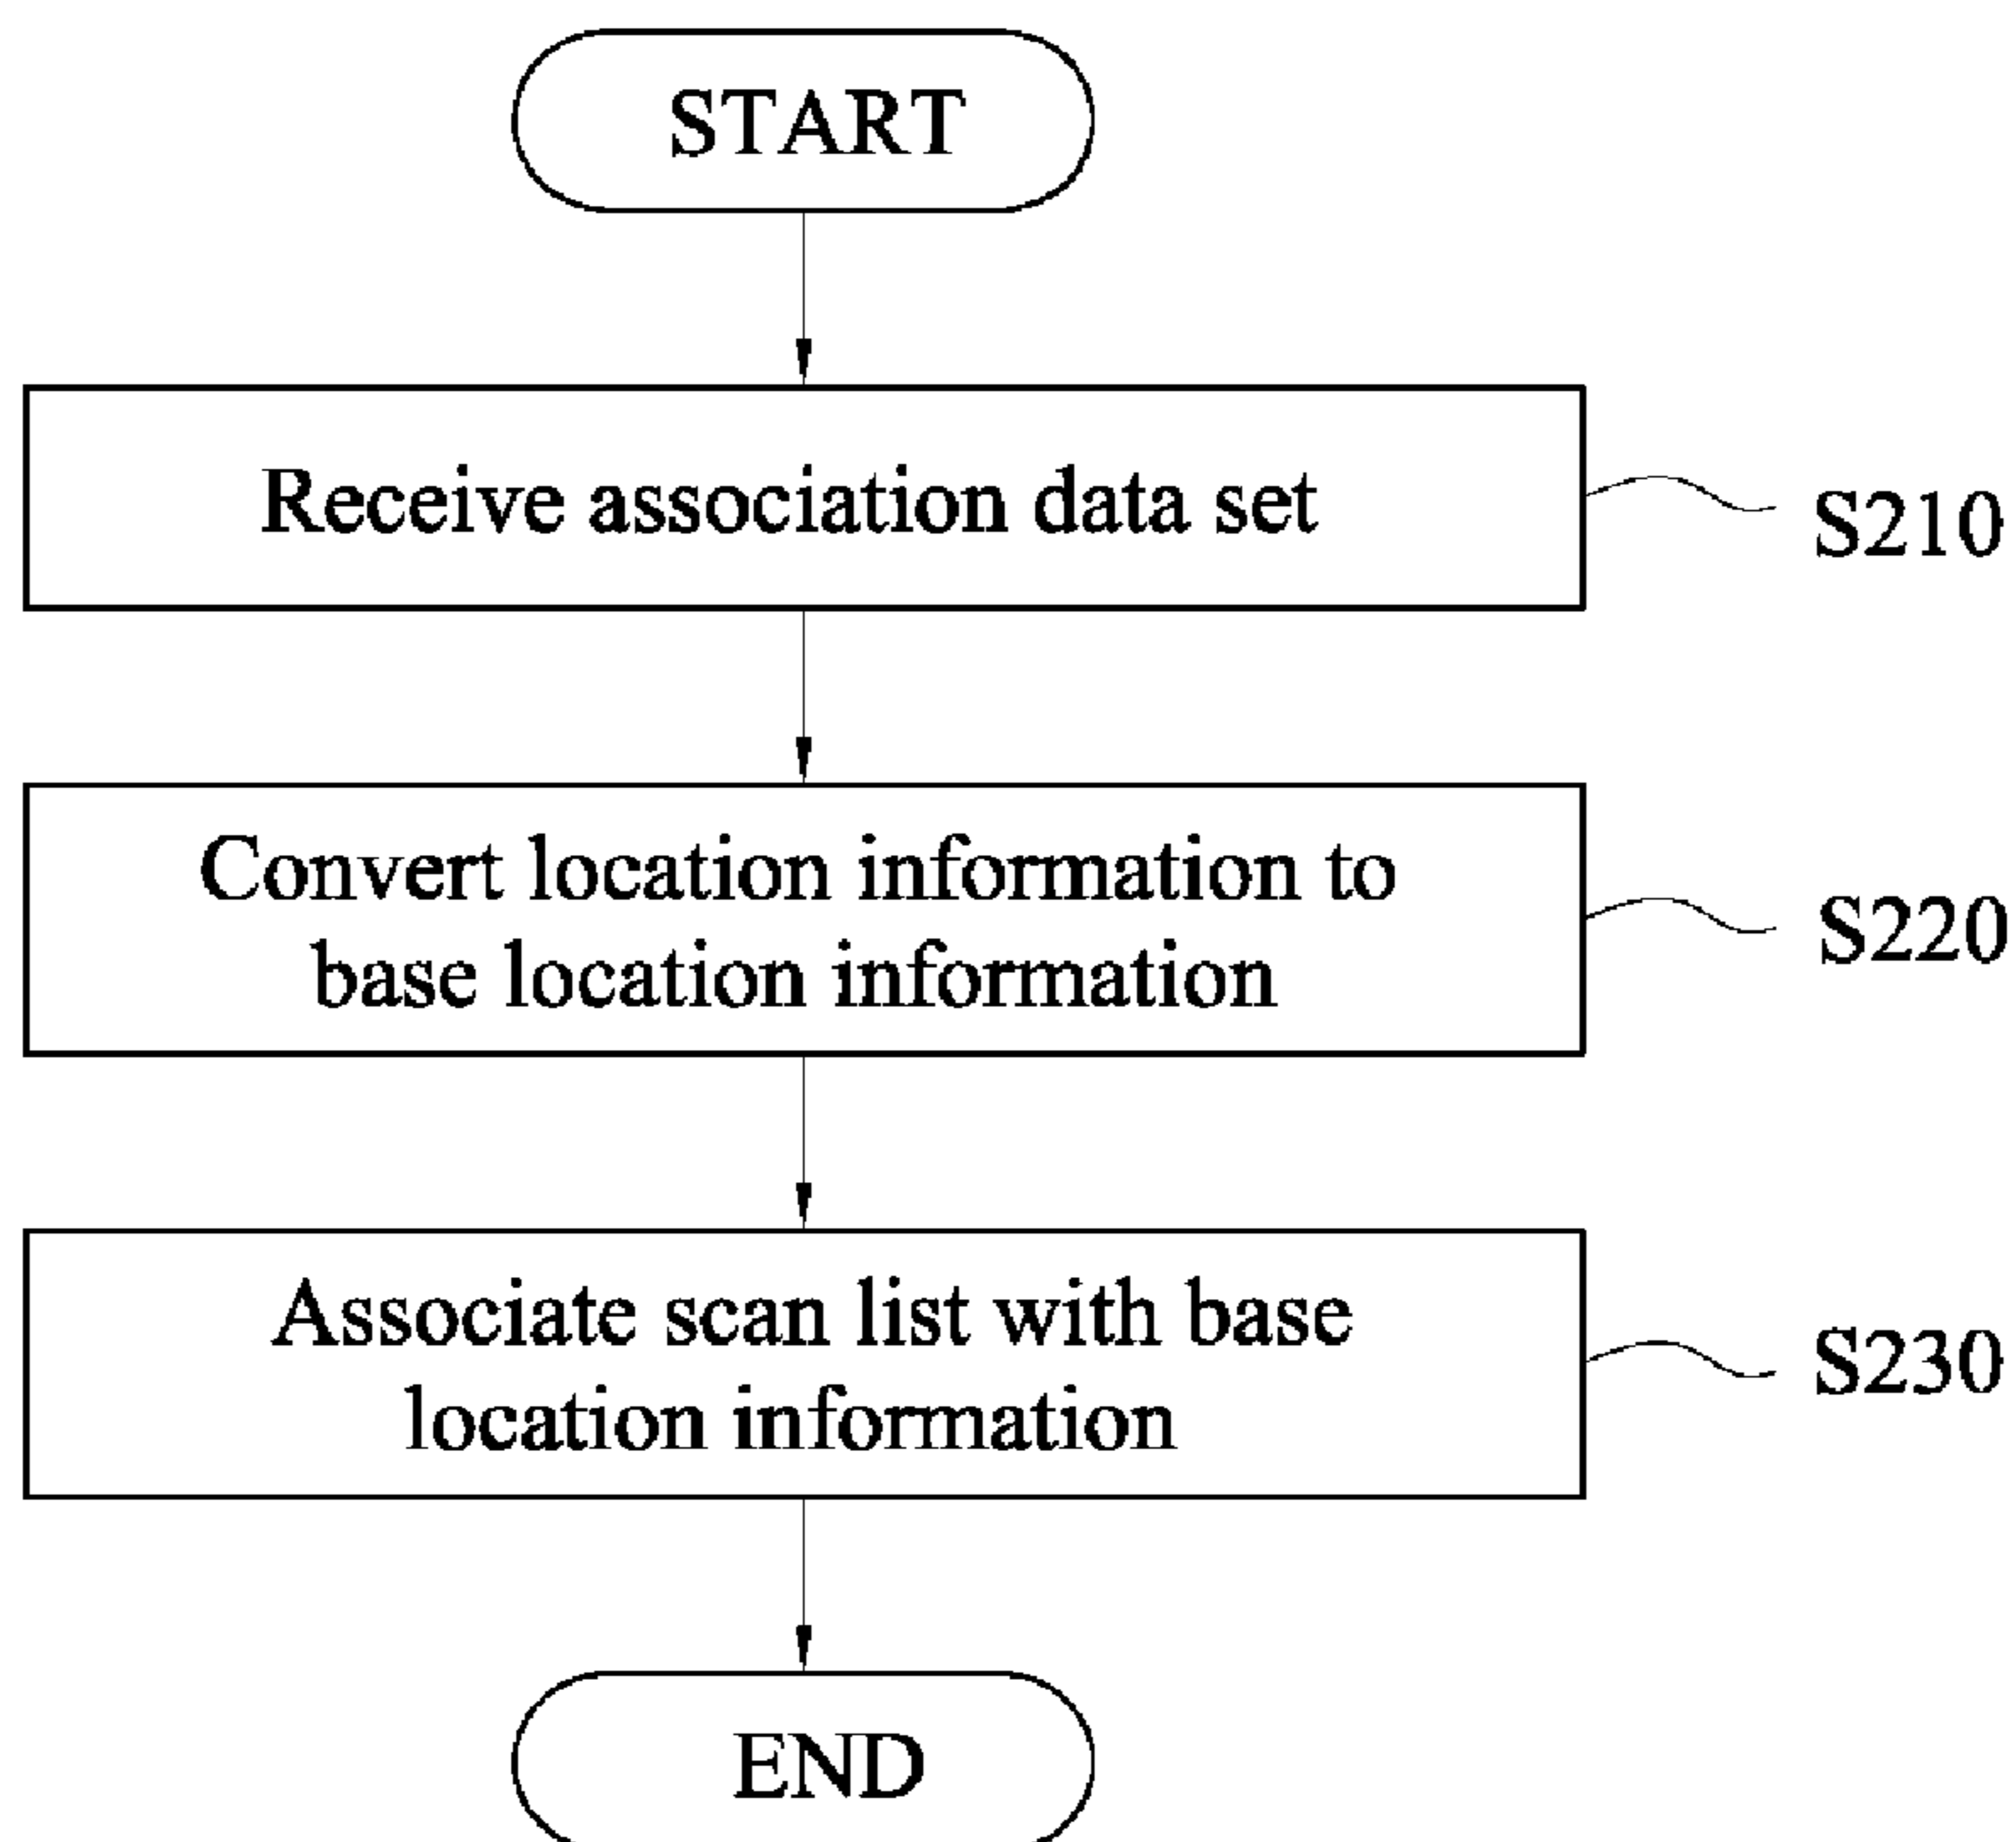 START
Receive association data set
S210
Convert location information to
base location information
S220
Associate scan list with base
location information
S230
END